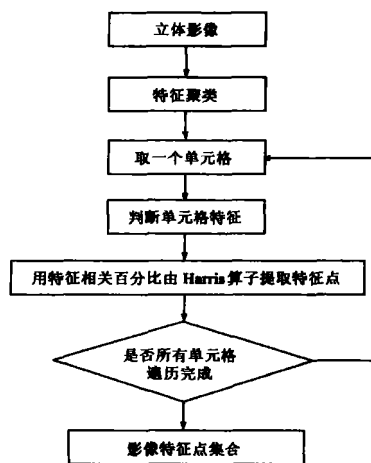 立体影像
特征聚类
取一个单元格
判断单元格特征
用特征相关百分比由 Harris 算子提取特征点
是否所有单元格
遍历完成
影像特征点集合